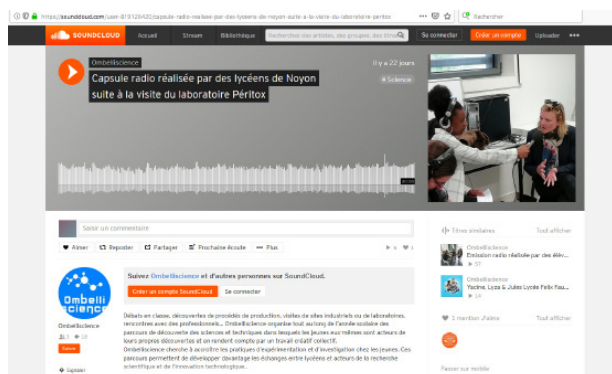 https://soundcloud.com/user-819128420/capsule-radio-realisee-par-des-lyceens-de-noyon-suite-a-la-visite-du-laboratoire-peritox
Rechercher
SOUNDCLOUD Accueil Stream Bibliothèque Recherchez des artistes, des groupes, des titres Se connecter Créer un compte Uploader
Ombelliscience
Il y a 22 jours
Capsule radio réalisée par des lycéens de Noyon
suite à la visite du laboratoire Péritox
# Science
Saisir un commentaire
Aimer Reposter Partager Prochaine écoute Plus
Suivez Ombelliscience et d'autres personnes sur SoundCloud.
Créer un compte SoundCloud Se connecter
Ombelli
science
Ombelliscience
Suivre
Signaler
Débats en classe, découvertes de procédés de production, visites de sites industriels ou de laboratoires,
rencontres avec des professionnels... Ombelliscience organise tout au long de l'année scolaire des
parcours de découverte des sciences et techniques dans lesquels les jeunes sont acteurs de
leurs propres découvertes et en rendent compte par un travail créatif collectif.
Ombelliscience cherche à accroître les pratiques d'expérimentation et d'investigation chez les jeunes. Ces
parcours permettent de développer davantage les échanges entre lycéens et acteurs de la recherche
scientifique et de l'innovation technologique...
Titres similaires Tout afficher
Ombelliscience
Emission radio réalisée par des élèv...
57
Ombelliscience
Yacine, Lyza & Jules Lycée Felix Fau...
14
1 mention J'aime Tout afficher
Passer sur mobile